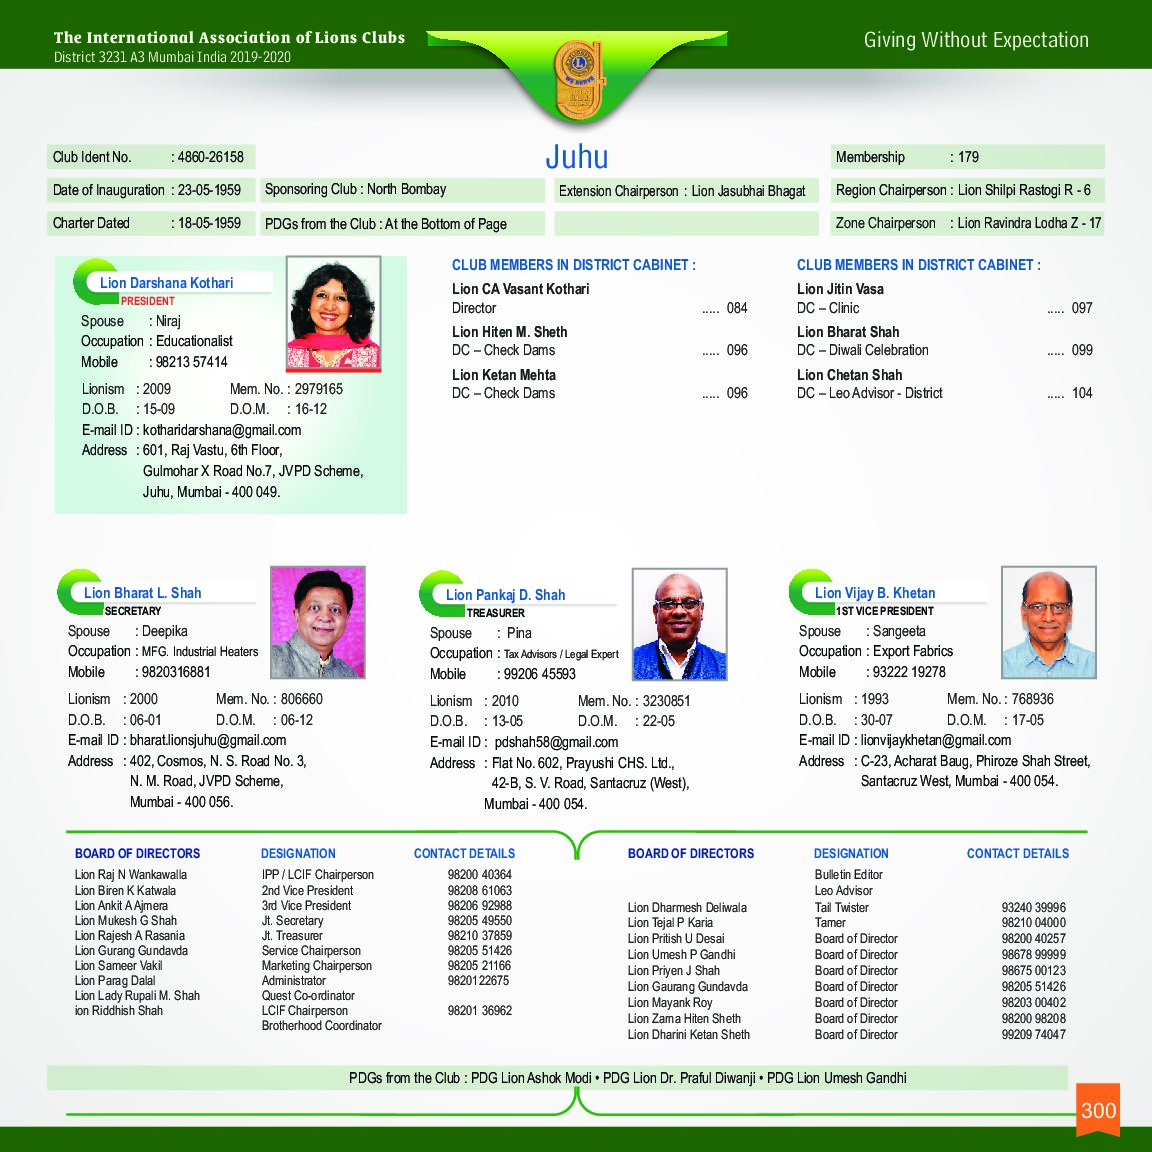 The International Association of Lions Clubs
District 3231 A3 Mumbai India 2019-2020
Giving Without Expectation
WE SERVE
Juhu
Club Ident No. : 4860-26158
Membership : 179
Date of Inauguration : 23-05-1959
Sponsoring Club : North Bombay
Extension Chairperson : Lion Jasubhai Bhagat
Region Chairperson : Lion Shilpi Rastogi R - 6
Charter Dated : 18-05-1959
PDGs from the Club : At the Bottom of Page
Zone Chairperson : Lion Ravindra Lodha Z - 17
Lion Darshana Kothari
PRESIDENT
Spouse : Niraj
Occupation : Educationalist
Mobile : 98213 57414
Lionism : 2009 Mem. No. : 2979165
D.O.B. : 15-09 D.O.M. : 16-12
E-mail ID : kotharidarshana@gmail.com
Address : 601, Raj Vastu, 6th Floor,
Gulmohar X Road No.7, JVPD Scheme,
Juhu, Mumbai - 400 049.
CLUB MEMBERS IN DISTRICT CABINET :
Lion CA Vasant Kothari
Director ..... 084
Lion Hiten M. Sheth
DC – Check Dams ..... 096
Lion Ketan Mehta
DC – Check Dams ..... 096
CLUB MEMBERS IN DISTRICT CABINET :
Lion Jitin Vasa
DC – Clinic ..... 097
Lion Bharat Shah
DC – Diwali Celebration ..... 099
Lion Chetan Shah
DC – Leo Advisor - District ..... 104
Lion Bharat L. Shah
SECRETARY
Spouse : Deepika
Occupation : MFG. Industrial Heaters
Mobile : 9820316881
Lionism : 2000 Mem. No. : 806660
D.O.B. : 06-01 D.O.M. : 06-12
E-mail ID : bharat.lionsjuhu@gmail.com
Address : 402, Cosmos, N. S. Road No. 3,
N. M. Road, JVPD Scheme,
Mumbai - 400 056.
Lion Pankaj D. Shah
TREASURER
Spouse : Pina
Occupation : Tax Advisors / Legal Expert
Mobile : 99206 45593
Lionism : 2010 Mem. No. : 3230851
D.O.B. : 13-05 D.O.M. : 22-05
E-mail ID : pdshah58@gmail.com
Address : Flat No. 602, Prayushi CHS. Ltd.,
42-B, S. V. Road, Santacruz (West),
Mumbai - 400 054.
Lion Vijay B. Khetan
1ST VICE PRESIDENT
Spouse : Sangeeta
Occupation : Export Fabrics
Mobile : 93222 19278
Lionism : 1993 Mem. No. : 768936
D.O.B. : 30-07 D.O.M. : 17-05
E-mail ID : lionvijaykhetan@gmail.com
Address : C-23, Acharat Baug, Phiroze Shah Street,
Santacruz West, Mumbai - 400 054.
BOARD OF DIRECTORS DESIGNATION CONTACT DETAILS
Lion Raj N Wankawalla IPP / LCIF Chairperson 98200 40364
Lion Biren K Katwala 2nd Vice President 98208 61063
Lion Ankit A Ajmera 3rd Vice President 98206 92988
Lion Mukesh G Shah Jt. Secretary 98205 49550
Lion Rajesh A Rasania Jt. Treasurer 98210 37859
Lion Gurang Gundavda Service Chairperson 98205 51426
Lion Sameer Vakil Marketing Chairperson 98205 21166
Lion Parag Dalal Administrator 9820122675
Lion Lady Rupali M. Shah Quest Co-ordinator
ion Riddhish Shah LCIF Chairperson 98201 36962
Brotherhood Coordinator
BOARD OF DIRECTORS DESIGNATION CONTACT DETAILS
Bulletin Editor
Leo Advisor
Lion Dharmesh Deliwala Tail Twister 93240 39996
Lion Tejal P Karia Tamer 98210 04000
Lion Pritish U Desai Board of Director 98200 40257
Lion Umesh P Gandhi Board of Director 98678 99999
Lion Priyen J Shah Board of Director 98675 00123
Lion Gaurang Gundavda Board of Director 98205 51426
Lion Mayank Roy Board of Director 98203 00402
Lion Zarna Hiten Sheth Board of Director 98200 98208
Lion Dharini Ketan Sheth Board of Director 99209 74047
PDGs from the Club : PDG Lion Ashok Modi • PDG Lion Dr. Praful Diwanji • PDG Lion Umesh Gandhi
300